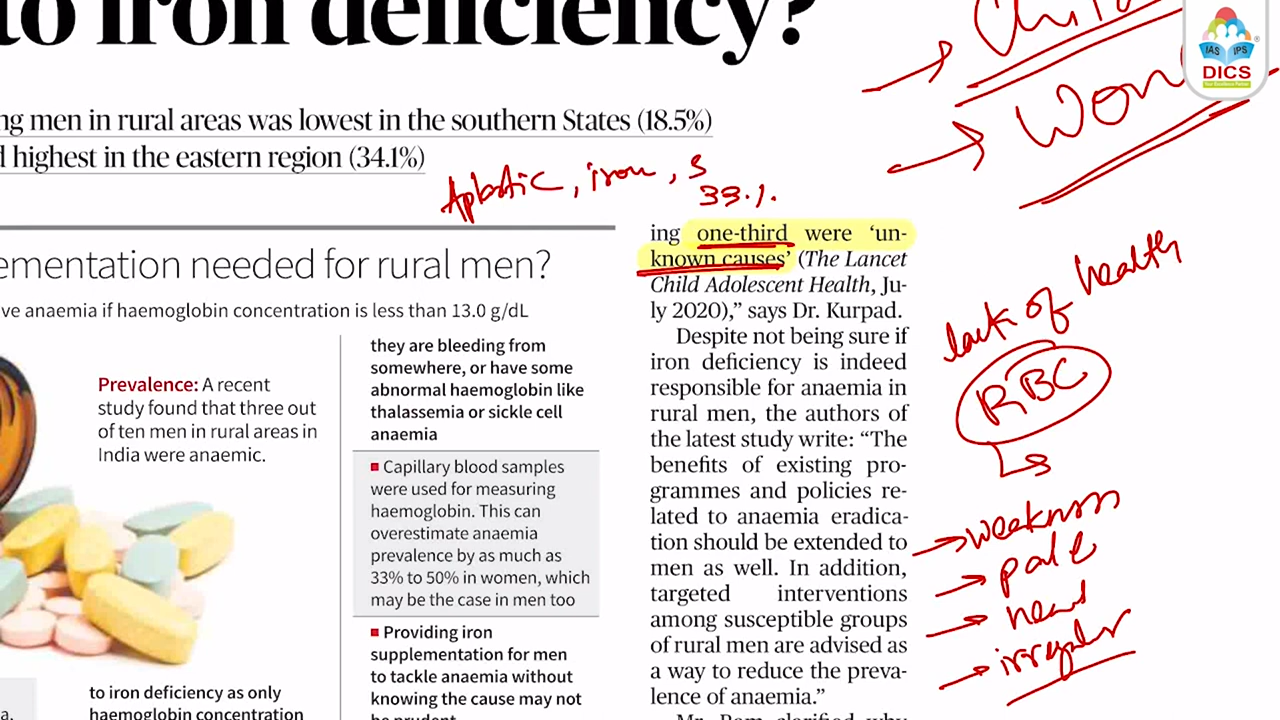 to iron deficiency?
ng men in rural areas was lowest in the southern States (18.5%)
d highest in the eastern region (34.1%)
Aplastic, iron, s
33.1.
ementation needed for rural men?
ve anaemia if haemoglobin concentration is less than 13.0 g/dL
Prevalence: A recent
study found that three out
of ten men in rural areas in
India were anaemic.
to iron deficiency as only
haemoglobin concentration
they are bleeding from
somewhere, or have some
abnormal haemoglobin like
thalassemia or sickle cell
anaemia
Capillary blood samples
were used for measuring
haemoglobin. This can
overestimate anaemia
prevalence by as much as
33% to 50% in women, which
may be the case in men too
Providing iron
supplementation for men
to tackle anaemia without
knowing the cause may not
be prudent
ing one-third were ‘un-
known causes’ (The Lancet
Child Adolescent Health, Ju-
ly 2020),” says Dr. Kurpad.
Despite not being sure if
iron deficiency is indeed
responsible for anaemia in
rural men, the authors of
the latest study write: “The
benefits of existing pro-
grammes and policies re-
lated to anaemia eradica-
tion should be extended to
men as well. In addition,
targeted interventions
among susceptible groups
of rural men are advised as
a way to reduce the preva-
lence of anaemia.”
Mr. Ram clarified why
Wom
lack of health
RBC
weakness
pale
irregular
IAS IPS
DICS